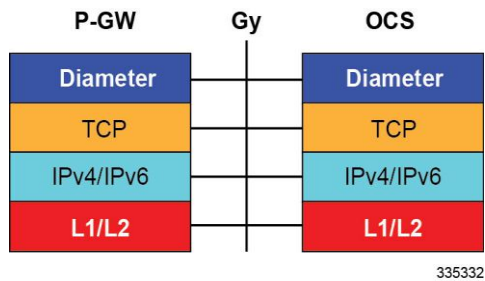 P-GW Gy OCS
Diameter Diameter
TCP TCP
IPv4/IPv6 IPv4/IPv6
L1/L2 L1/L2
335332